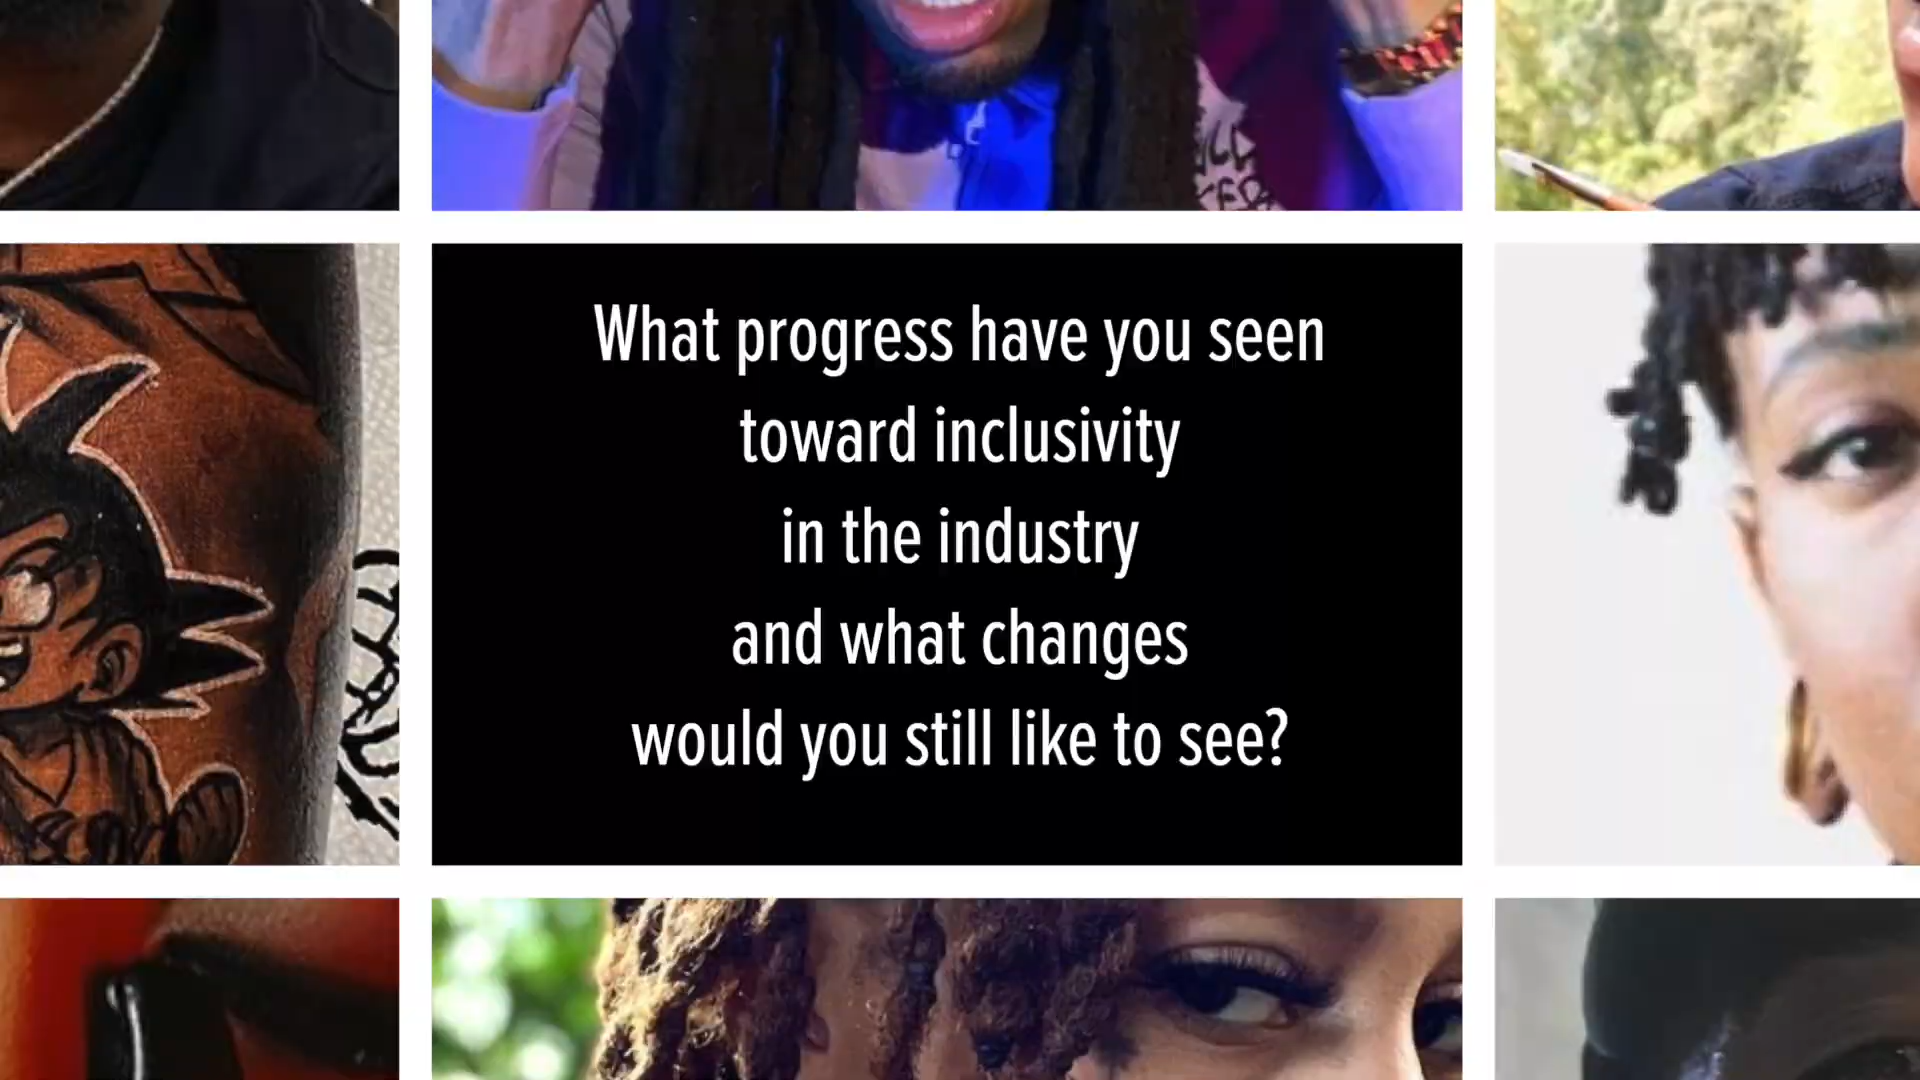 What progress have you seen
toward inclusivity
in the industry
and what changes
would you still like to see?